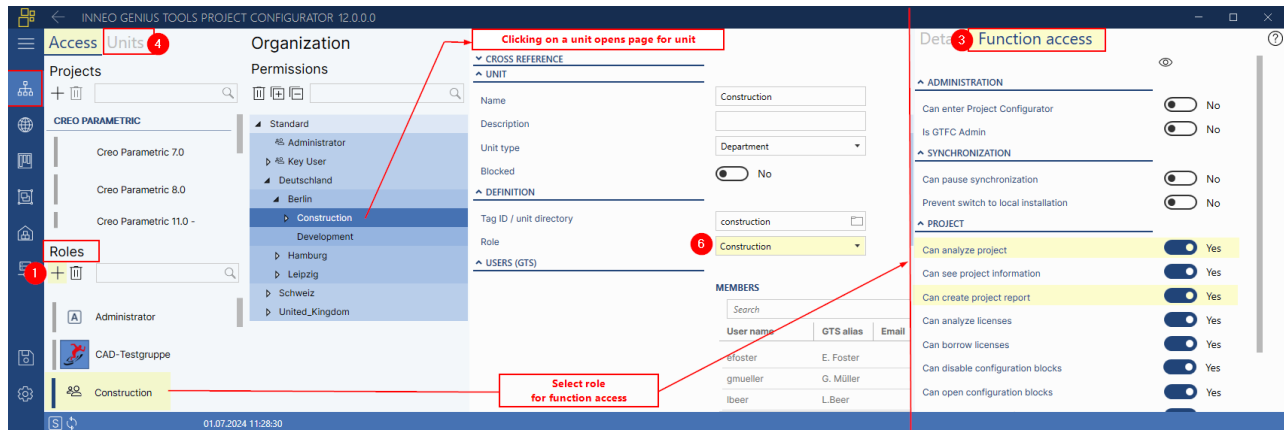 INNEO GENIUS TOOLS PROJECT CONFIGURATOR 12.0.0.0
Access Units 4
Projects
CREO PARAMETRIC
Creo Parametric 7.0
Creo Parametric 8.0
Creo Parametric 11.0 -
Roles
1
A Administrator
CAD-Testgruppe
Construction
Organization
Permissions
Standard
Administrator
Key User
Deutschland
Berlin
Construction
Development
Hamburg
Leipzig
Schweiz
United_Kingdom
Clicking on a unit opens page for unit
CROSS REFERENCE
UNIT
Name Construction
Description
Unit type Department
Blocked No
DEFINITION
Tag ID / unit directory construction
Role 6 Construction
USERS (GTS)
MEMBERS
Search
User name GTS alias Email
efoster E. Foster
gmueller G. Müller
lbeer L.Beer
Select role
for function access
3 Function access
ADMINISTRATION
Can enter Project Configurator No
Is GTFC Admin No
SYNCHRONIZATION
Can pause synchronization No
Prevent switch to local installation No
PROJECT
Can analyze project Yes
Can see project information Yes
Can create project report Yes
Can analyze licenses Yes
Can borrow licenses Yes
Can disable configuration blocks Yes
Can open configuration blocks Yes
S 01.07.2024 11:28:30